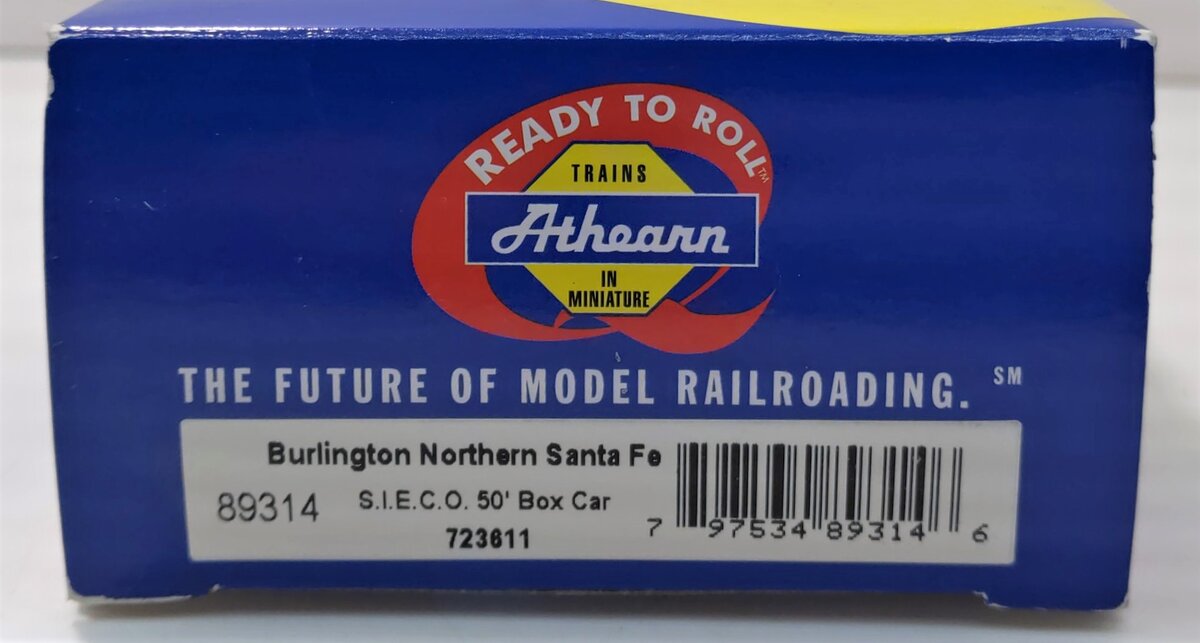 READY TO ROLL™
TRAINS
Athearn
IN
MINIATURE
THE FUTURE OF MODEL RAILROADING. SM
Burlington Northern Santa Fe
89314
S.I.E.C.O. 50' Box Car
723611
7 97534 89314 6